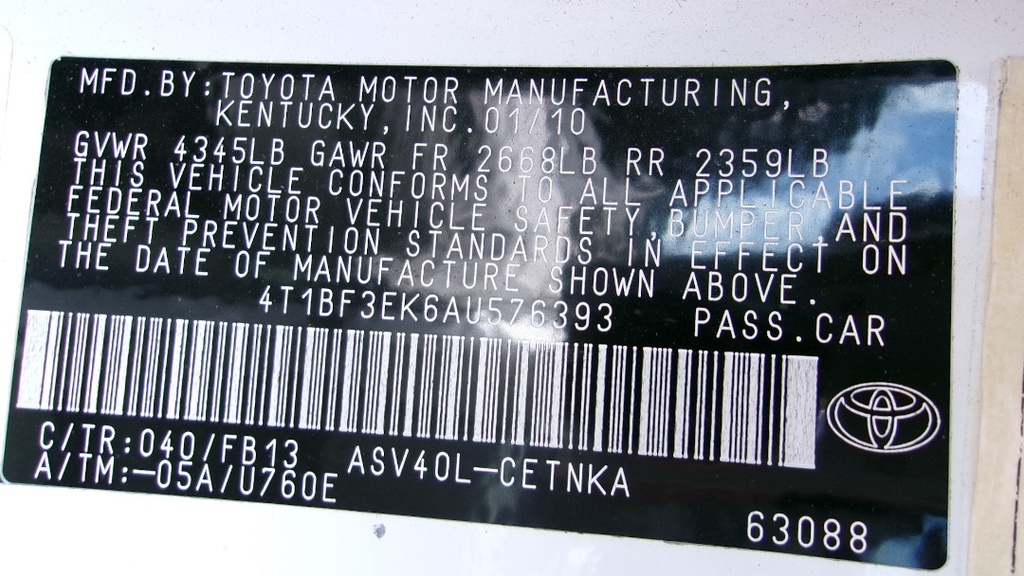 MFD.BY:TOYOTA MOTOR MANUFACTURING,
KENTUCKY,INC.01/10
GVWR 4345LB GAWR FR 2668LB RR 2359LB
THIS VEHICLE CONFORMS TO ALL APPLICABLE
FEDERAL MOTOR VEHICLE SAFETY,BUMPER,AND
THEFT PREVENTION STANDARDS IN EFFECT ON
THE DATE OF MANUFACTURE SHOWN ABOVE.
4T1BF3EK6AU576393 PASS.CAR
C/TR:040/FB13 ASV40L-CETNKA
A/TM:-05A/U760E
63088